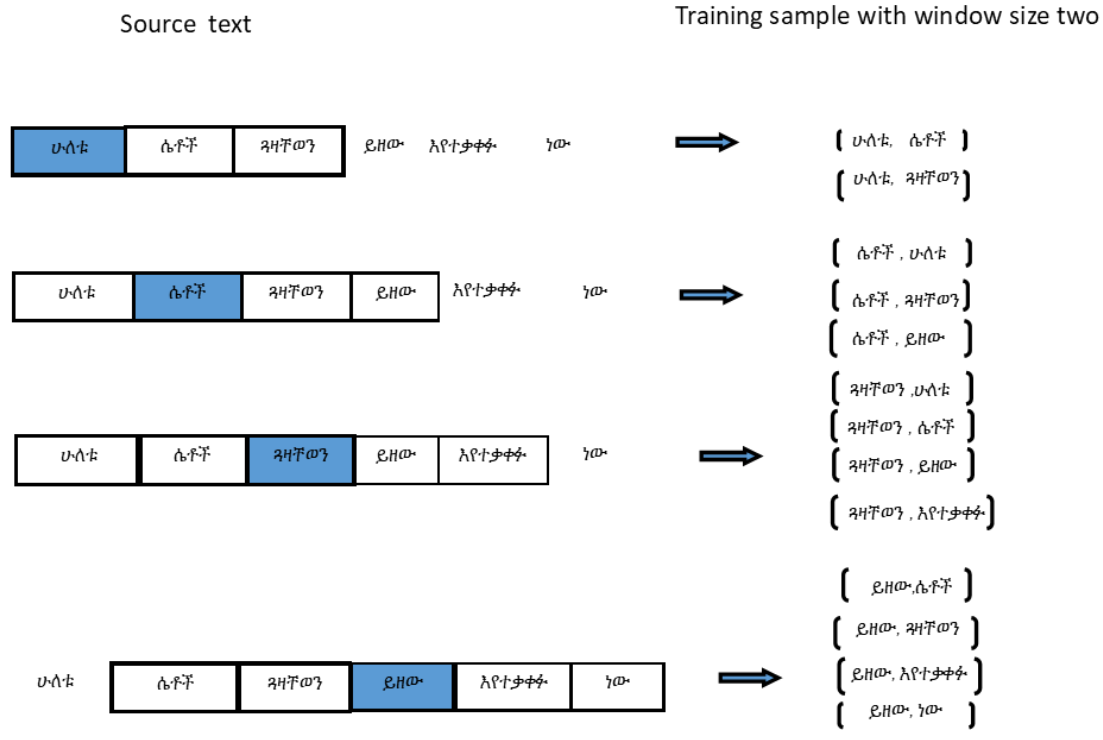 Source text
Training sample with window size two
ሁለቱ ሴቶች ጓዛቸወን ይዘው እየተቃቀፉ ነው
( ሁለቱ, ሴቶች )
( ሁለቱ, ጓዛቸወን )
ሁለቱ ሴቶች ጓዛቸወን ይዘው እየተቃቀፉ ነው
( ሴቶች , ሁለቱ )
( ሴቶች , ጓዛቸወን )
( ሴቶች , ይዘው )
ሁለቱ ሴቶች ጓዛቸወን ይዘው እየተቃቀፉ ነው
( ጓዛቸወን ,ሁለቱ )
( ጓዛቸወን , ሴቶች )
( ጓዛቸወን , ይዘው )
( ጓዛቸወን , እየተቃቀፉ )
ሁለቱ ሴቶች ጓዛቸወን ይዘው እየተቃቀፉ ነው
( ይዘው,ሴቶች )
( ይዘው, ጓዛቸወን )
( ይዘው, እየተቃቀፉ )
( ይዘው, ነው )